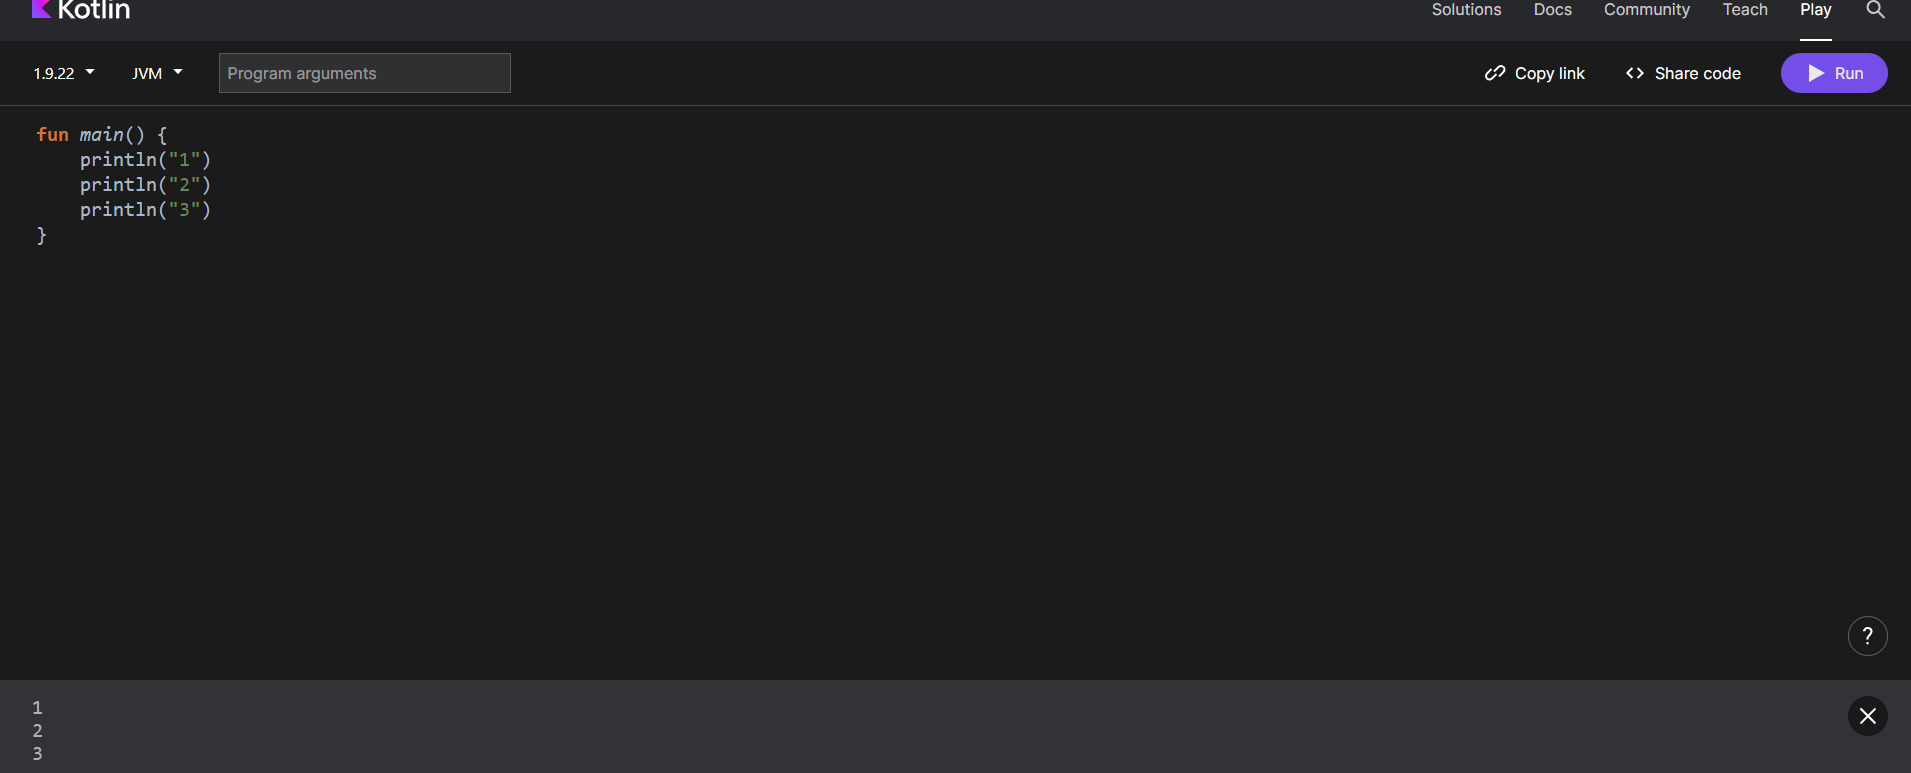 Kotlin
Solutions Docs Community Teach Play
1.9.22 JVM Program arguments Copy link Share code Run
fun main() {
    println("1")
    println("2")
    println("3")
}
?
1
2
3